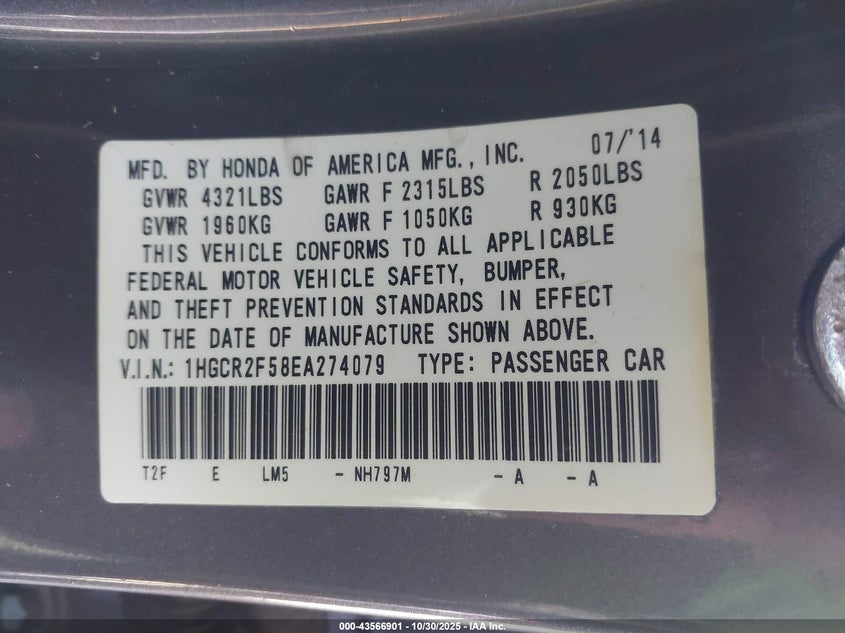 MFD. BY HONDA OF AMERICA MFG., INC. 07/'14
GVWR 4321LBS GAWR F 2315LBS R 2050LBS
GVWR 1960KG GAWR F 1050KG R 930KG
THIS VEHICLE CONFORMS TO ALL APPLICABLE
FEDERAL MOTOR VEHICLE SAFETY, BUMPER,
AND THEFT PREVENTION STANDARDS IN EFFECT
ON THE DATE OF MANUFACTURE SHOWN ABOVE.
V.I.N.: 1HGCR2F58EA274079 TYPE: PASSENGER CAR
T2F E LM5 - NH797M - A - A
000-43566901 - 10/30/2025 - IAA Inc.